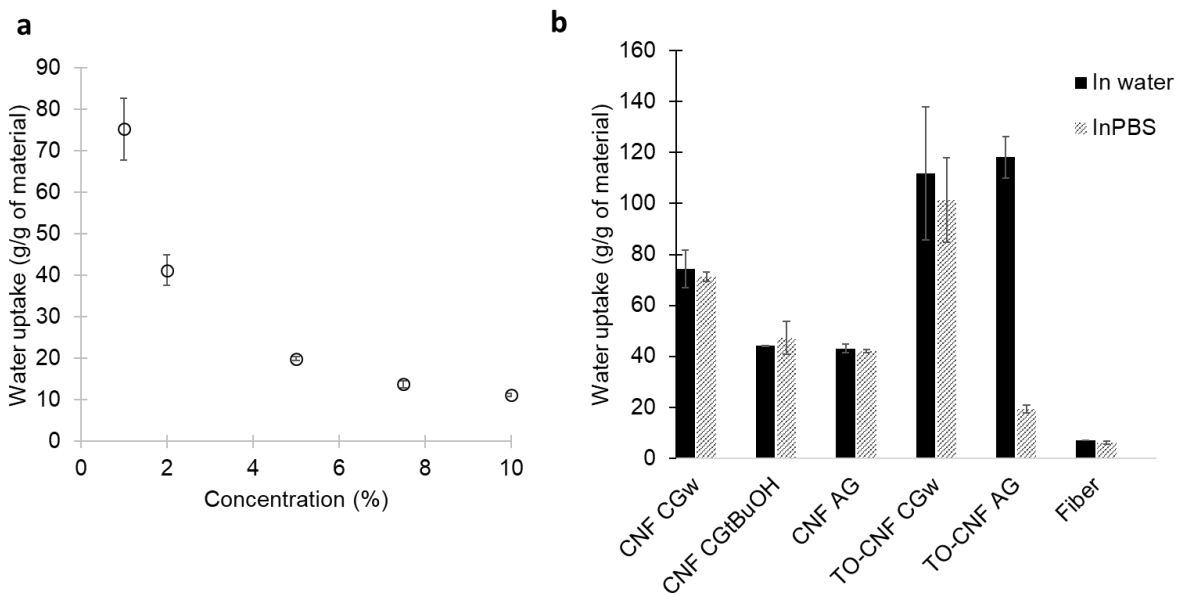 a
90
80
70
60
50
40
30
20
10
0
0 2 4 6 8 10
Water uptake (g/g of material)
Concentration (%)
b
160
140
120
100
80
60
40
20
0
Water uptake (g/g of material)
In water
InPBS
CNF CGw
CNF CGtBuOH
CNF AG
TO-CNF CGw
TO-CNF AG
Fiber